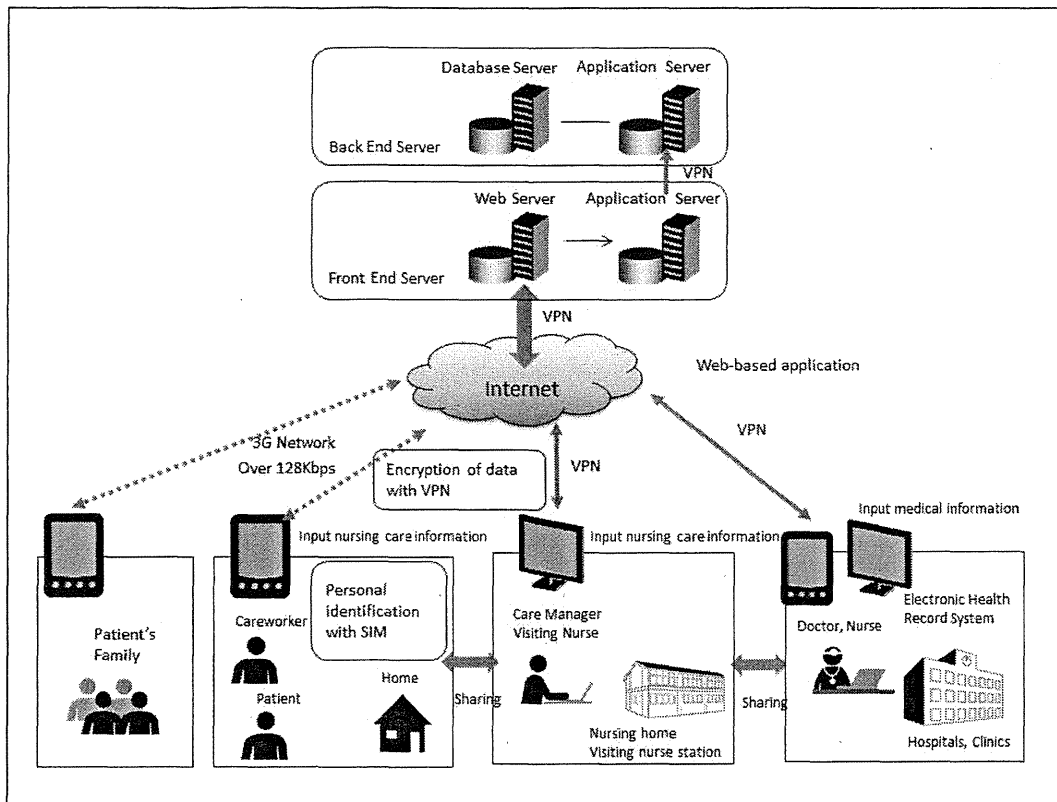 Database Server
Application Server
Back End Server
VPN
Web Server
Application Server
Front End Server
VPN
Internet
Web-based application
3G Network
Over 128Kbps
Encryption of data
with VPN
VPN
VPN
Input nursing care information
Input nursing care information
Input medical information
Patient's
Family
Careworker
Patient
Personal
identification
with SIM
Home
Sharing
Care Manager
Visiting Nurse
Nursing home
Visiting nurse station
Sharing
Doctor, Nurse
Electronic Health
Record System
Hospitals, Clinics